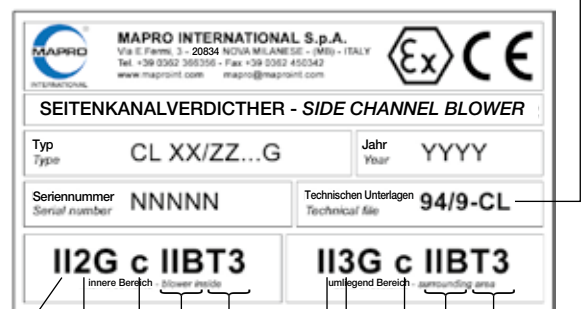 MAPRO
INTERNATIONAL
MAPRO INTERNATIONAL S.p.A.
Via E.Fermi, 3 - 20834 NOVA MILANESE - (MB) - ITALY
Tel. +39 0362 366356 - Fax +39 0362 450342
www.maproint.com mapro@maproint.com
Ex CE
SEITENKANALVERDICTHER - SIDE CHANNEL BLOWER
Typ
Type
CL XX/ZZ...G
Jahr
Year
YYYY
Seriennummer
Serial number
NNNNN
Technischen Unterlagen
Technical file
94/9-CL
II2G c IIBT3
innere Bereich - blower inside
II3G c IIBT3
umliegend Bereich - surrounding area